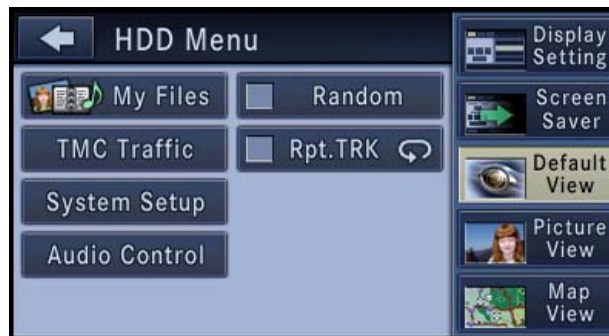 HDD Menu
My Files
Random
TMC Traffic
Rpt.TRK
System Setup
Audio Control
Display
Setting
Screen
Saver
Default
View
Picture
View
Map
View